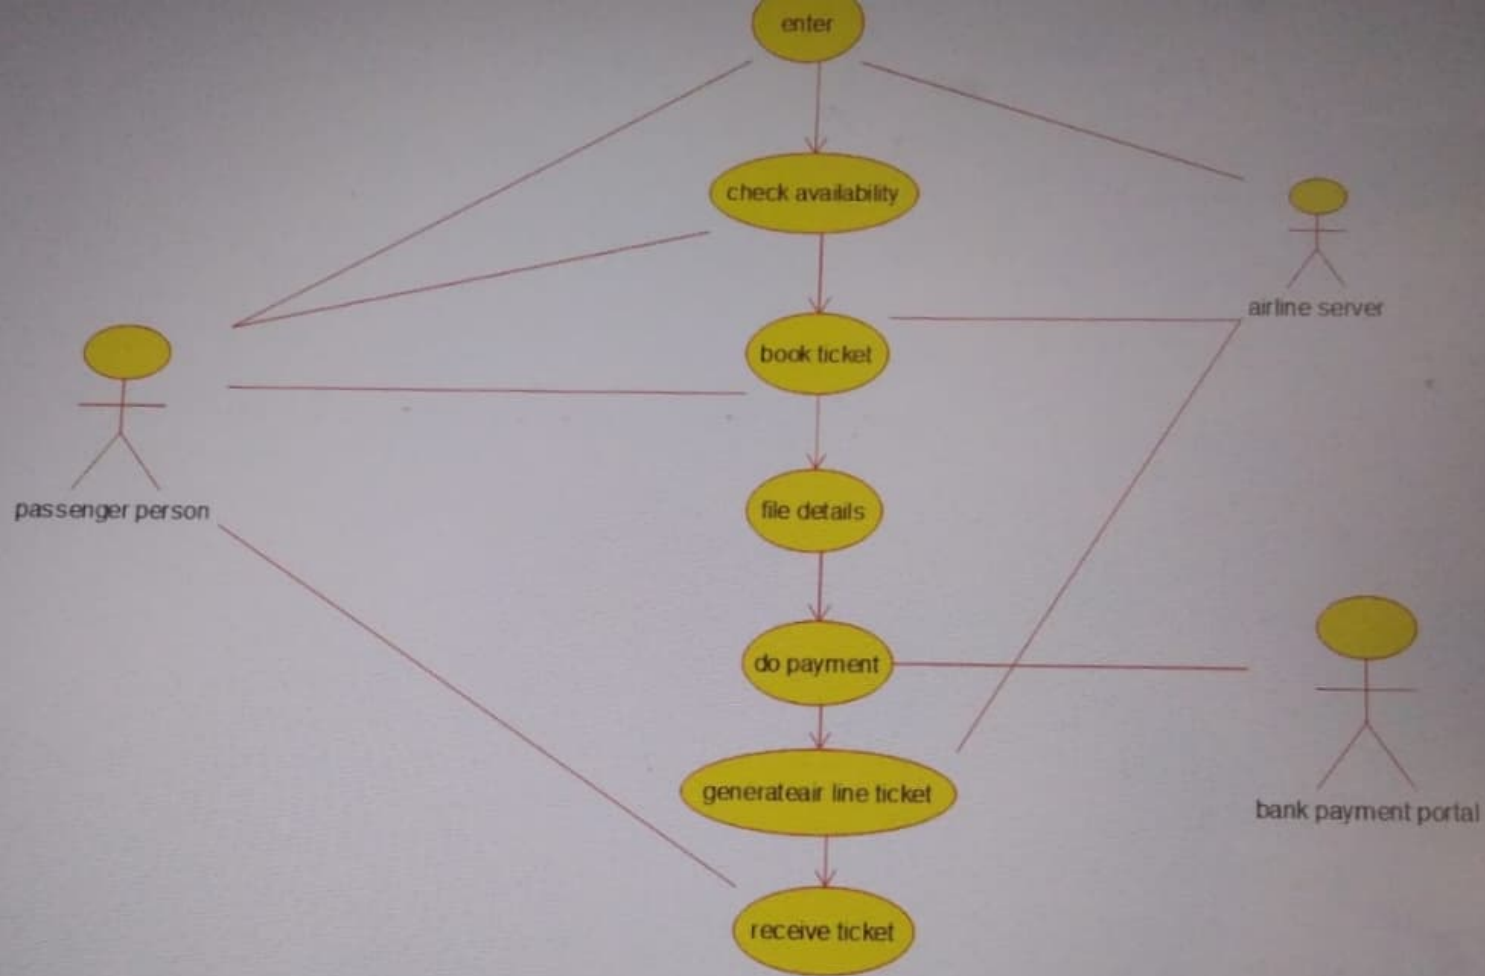 enter
check availability
airline server
book ticket
passenger person
file details
do payment
generateair line ticket
bank payment portal
receive ticket